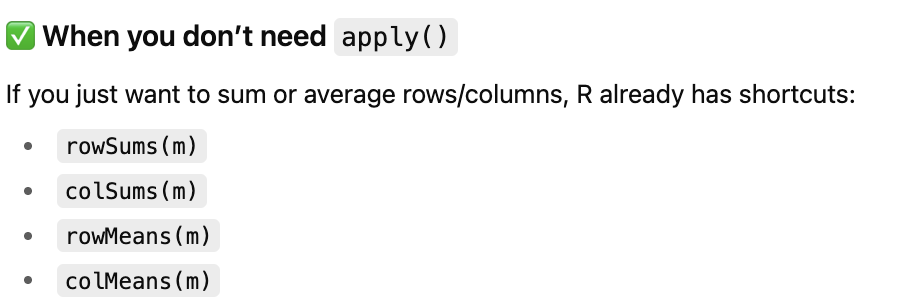 ✅ When you don’t need apply()
If you just want to sum or average rows/columns, R already has shortcuts:
• rowSums(m)
• colSums(m)
• rowMeans(m)
• colMeans(m)